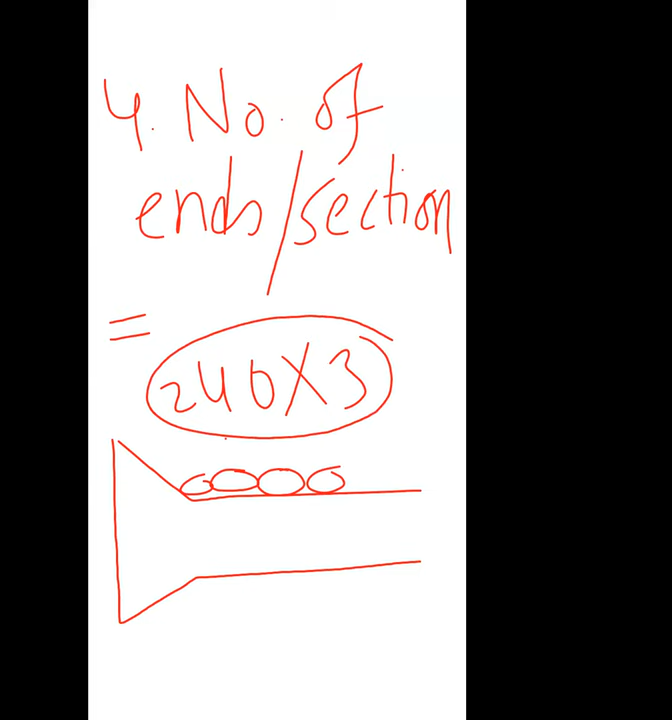 4. No. of
ends/section
=
240X3